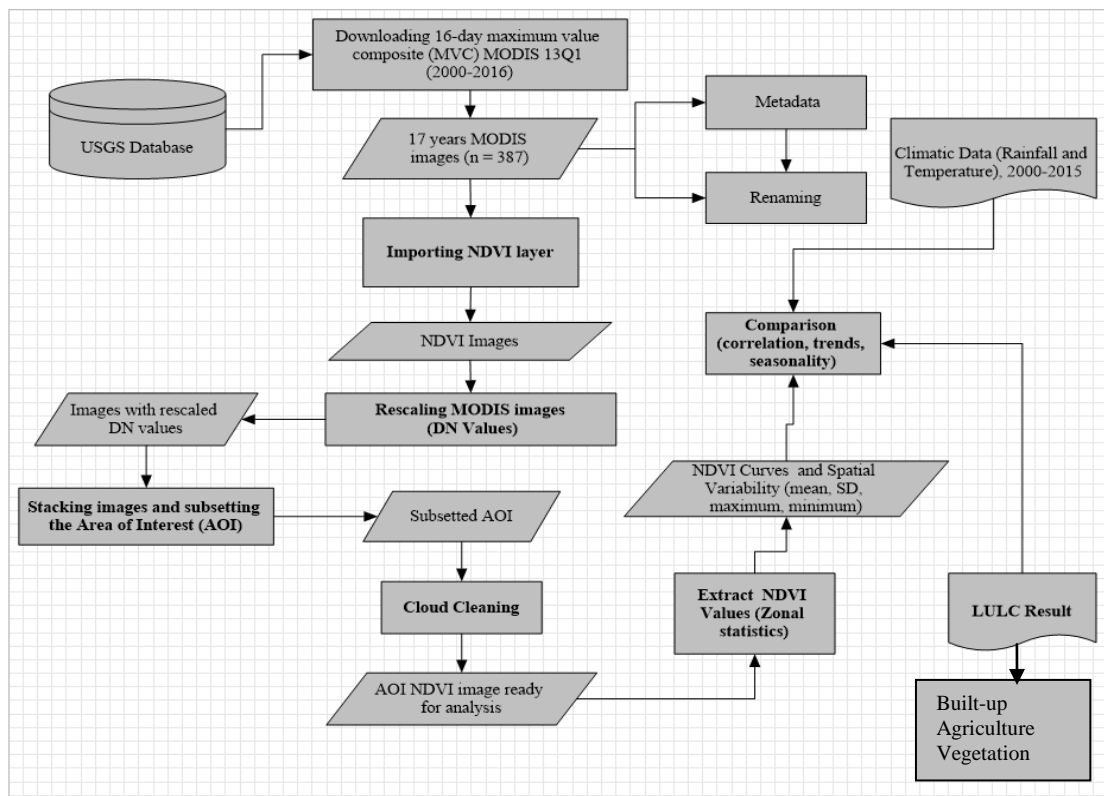 Downloading 16-day maximum value
composite (MVC) MODIS 13Q1
(2000-2016)
USGS Database
17 years MODIS
images (n = 387)
Metadata
Renaming
Climatic Data (Rainfall and
Temperature), 2000-2015
Importing NDVI layer
NDVI Images
Comparison
(correlation, trends,
seasonality)
Rescaling MODIS images
(DN Values)
Images with rescaled
DN values
Stacking images and subsetting
the Area of Interest (AOI)
Subsetted AOI
NDVI Curves and Spatial
Variability (mean, SD,
maximum, minimum)
Cloud Cleaning
Extract NDVI
Values (Zonal
statistics)
LULC Result
AOI NDVI image ready
for analysis
Built-up
Agriculture
Vegetation